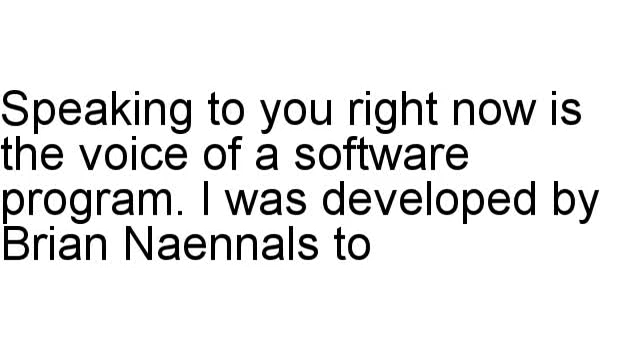 Speaking to you right now is
the voice of a software
program. I was developed by
Brian Naennals to